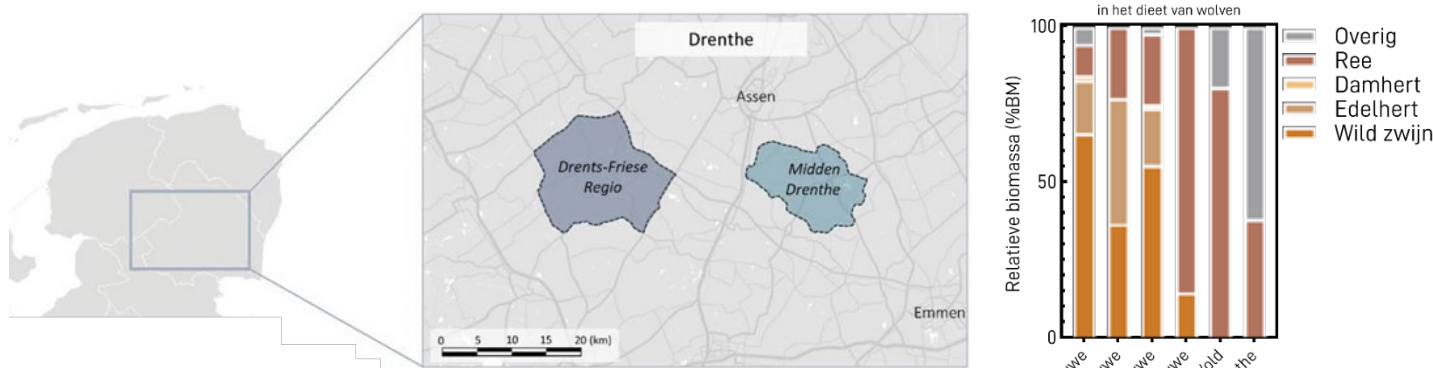 Drenthe
Assen
Drents-Friese
Regio
Midden
Drenthe
Emmen
0 5 10 15 20 (km)
in het dieet van wolven
Relatieve biomassa (%BM)
100
50
0
Overig
Ree
Damhert
Edelhert
Wild zwijn